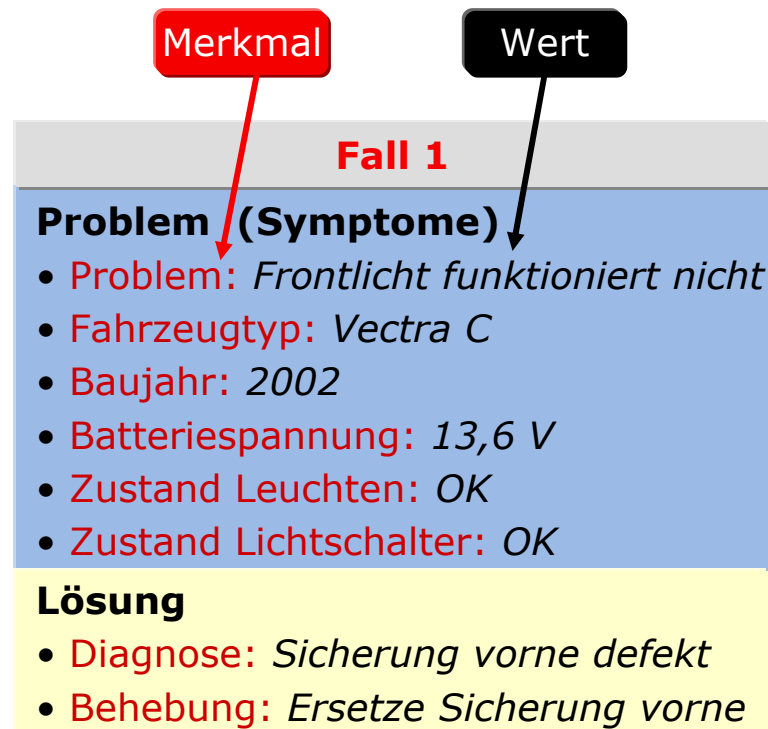 Merkmal Wert
Fall 1
Problem (Symptome)
• Problem: Frontlicht funktioniert nicht
• Fahrzeugtyp: Vectra C
• Baujahr: 2002
• Batteriespannung: 13,6 V
• Zustand Leuchten: OK
• Zustand Lichtschalter: OK
Lösung
• Diagnose: Sicherung vorne defekt
• Behebung: Ersetze Sicherung vorne